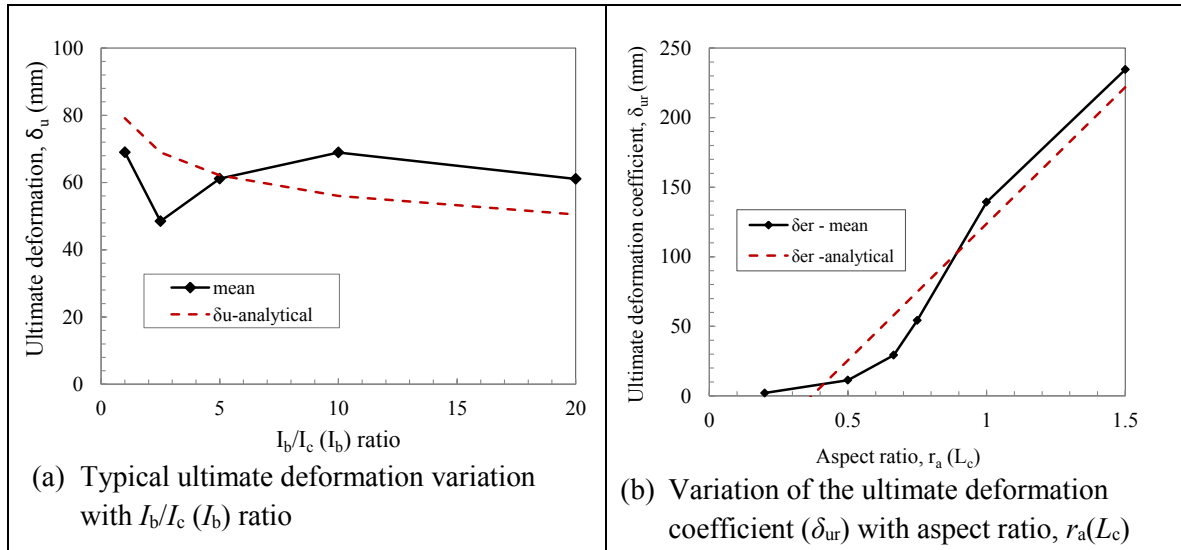 100
80
60
40
20
0
Ultimate deformation, δu (mm)
mean
δu-analytical
0 5 10 15 20
Ib/Ic (Ib) ratio
(a) Typical ultimate deformation variation
with Ib/Ic (Ib) ratio
250
200
150
100
50
0
Ultimate deformation coefficient, δur (mm)
δer - mean
δer -analytical
0 0.5 1 1.5
Aspect ratio, ra (Lc)
(b) Variation of the ultimate deformation
coefficient (δur) with aspect ratio, ra(Lc)